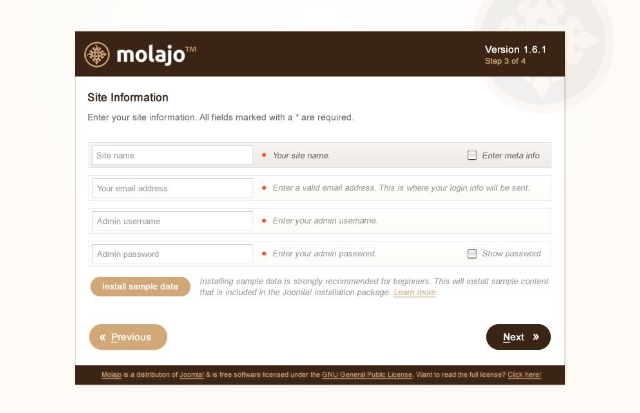 molajo™
Version 1.6.1
Step 3 of 4
Site Information
Enter your site information. All fields marked with a * are required.
Site name * Your site name. Enter meta info
Your email address * Enter a valid email address. This is where your login info will be sent.
Admin username * Enter your admin username.
Admin password * Enter your admin password. Show password
Install sample data
Installing sample data is strongly recommended for beginners. This will install sample content
that is included in the Joomla! installation package. Learn more.
« Previous
Next »
Molajo is a distribution of Joomla! & is free software licensed under the GNU General Public License. Want to read the full license? Click here!